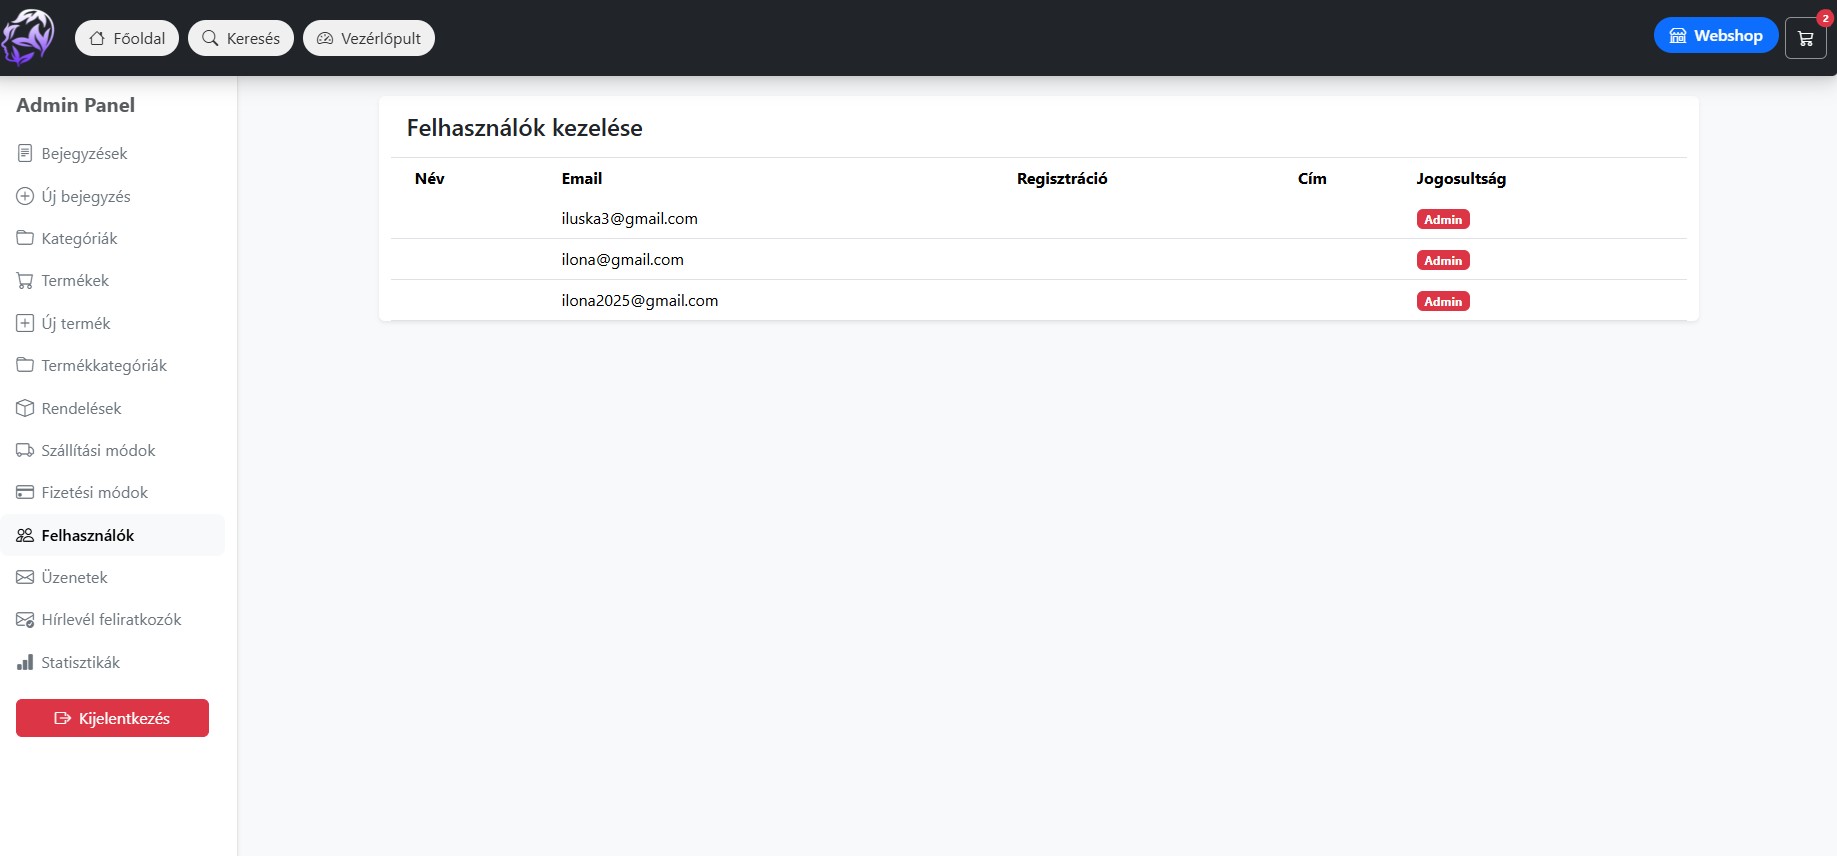 Főoldal Keresés Vezérlőpult Webshop 2
Admin Panel
Bejegyzések
Új bejegyzés
Kategóriák
Termékek
Új termék
Termékkategóriák
Rendelések
Szállítási módok
Fizetési módok
Felhasználók
Üzenetek
Hírlevél feliratkozók
Statisztikák
Kijelentkezés
Felhasználók kezelése
Név Email Regisztráció Cím Jogosultság
iluska3@gmail.com Admin
ilona@gmail.com Admin
ilona2025@gmail.com Admin